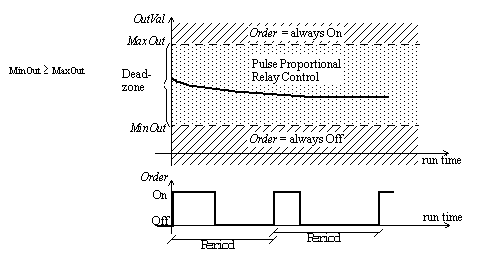 OutVal
Order = always On
MaxOut
MinOut ≥ MaxOut
Dead-
zone
Pulse Proportional
Relay Control
MinOut
Order = always Off
run time
Order
On
Off
run time
Period
Period